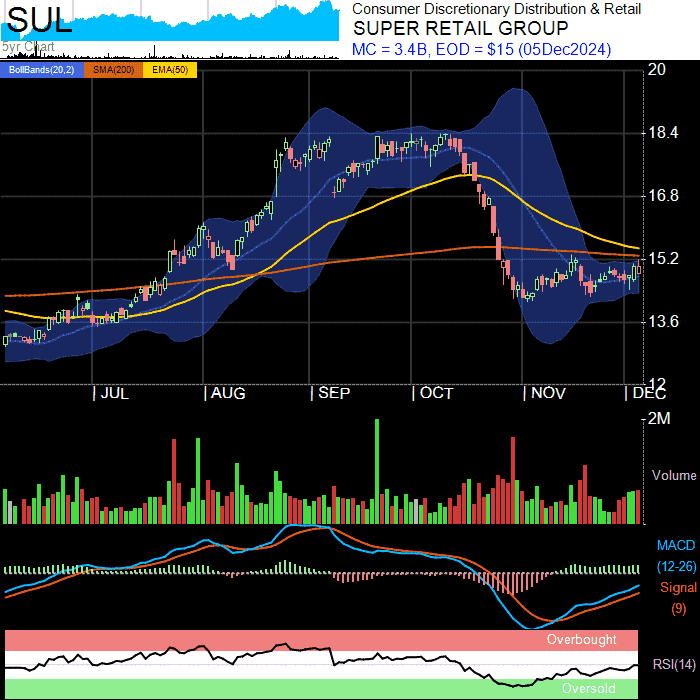 SUL
5yr Chart
Consumer Discretionary Distribution & Retail
SUPER RETAIL GROUP
MC = 3.4B, EOD = $15 (05Dec2024)
BollBands(20,2) SMA(200) EMA(50)
20
18.4
16.8
15.2
13.6
12
| JUL | AUG | SEP | OCT | NOV | DEC
2M
Volume
MACD
(12-26)
Signal
(9)
Overbought
RSI(14)
Oversold